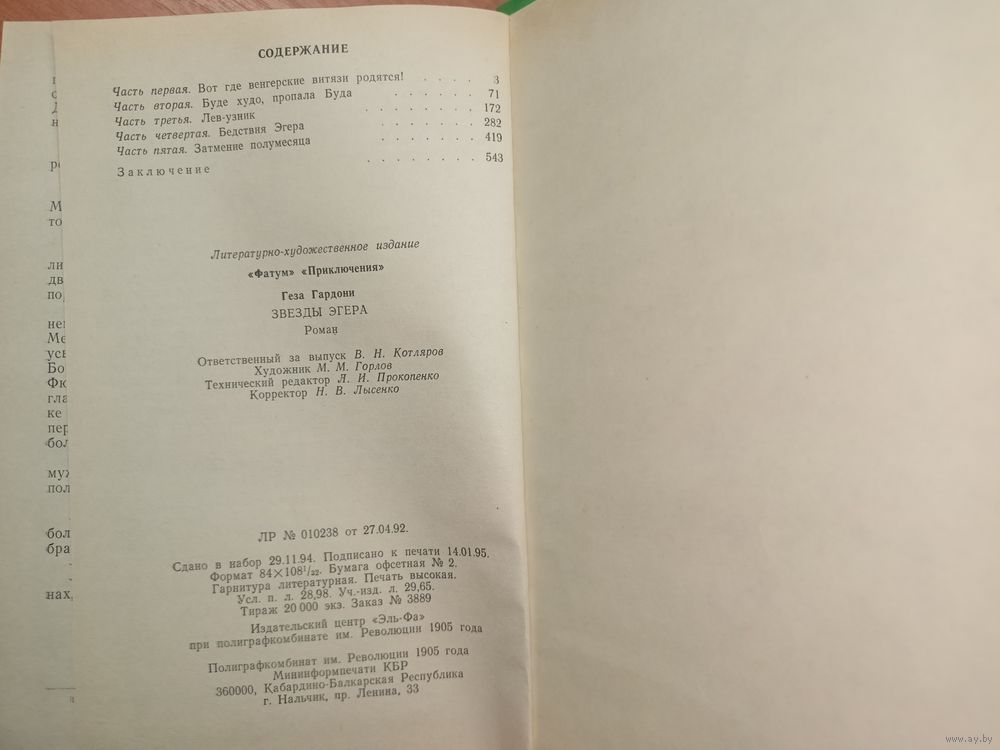 СОДЕРЖАНИЕ
Часть первая. Вот где венгерские витязи родятся! . . . . 3
Часть вторая. Буде худо, пропала Буда . . . . . . 71
Часть третья. Лев-узник . . . . . . . . 172
Часть четвертая. Бедствия Эгера . . . . . . . 282
Часть пятая. Затмение полумесяца . . . . . . . 419
Заключение . . . . . . . . 543
Литературно-художественное издание
«Фатум» «Приключения»
Геза Гардони
ЗВЕЗДЫ ЭГЕРА
Роман
Ответственный за выпуск В. Н. Котляров
Художник М. М. Горлов
Технический редактор Л. И. Прокопенко
Корректор Н. В. Лысенко
ЛР № 010238 от 27.04.92.
Сдано в набор 29.11.94. Подписано к печати 14.01.95.
Формат 84×108¹/₃₂. Бумага офсетная № 2.
Гарнитура литературная. Печать высокая.
Усл. п. л. 28,98. Уч.-изд. л. 29,65.
Тираж 20 000 экз. Заказ № 3889
Издательский центр «Эль-Фа»
при полиграфкомбинате им. Революции 1905 года
Полиграфкомбинат им. Революции 1905 года
Мининформпечати КБР
360000, Кабардино-Балкарская Республика
г. Нальчик, пр. Ленина, 33
www.ay.by